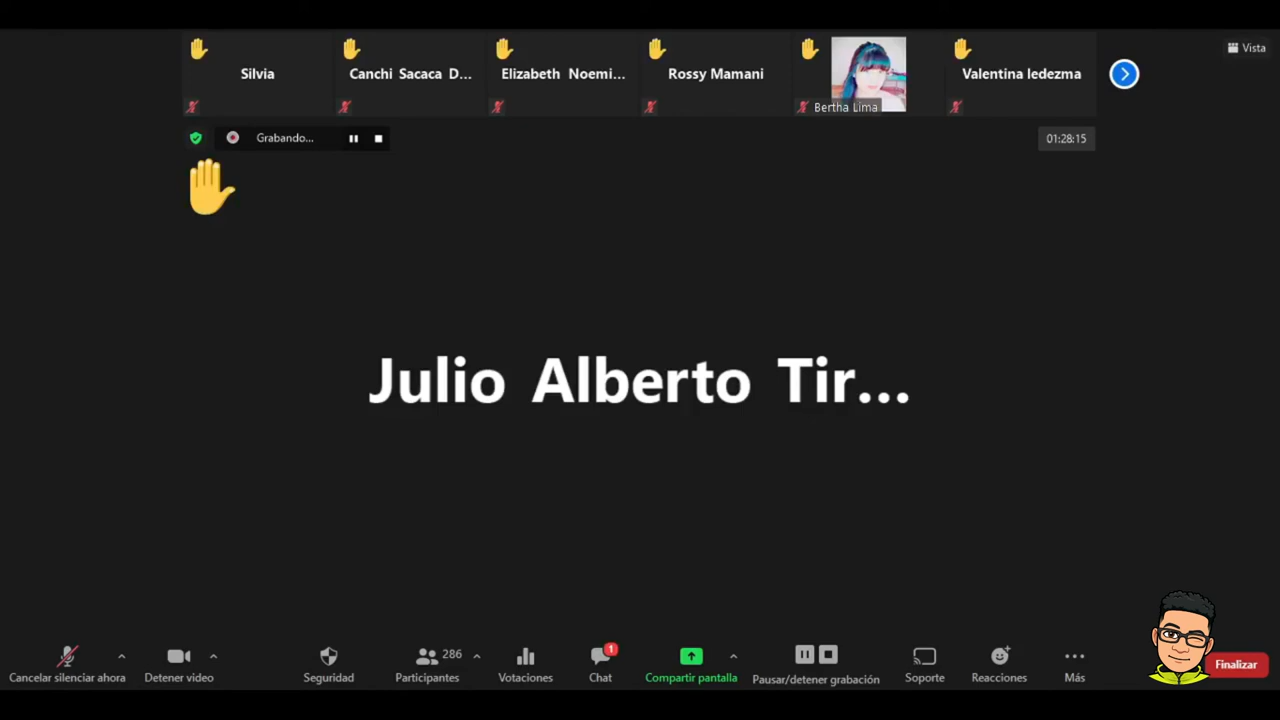 Vista
Silvia
Canchi Sacaca D...
Elizabeth Noemi...
Rossy Mamani
Bertha Lima
Valentina ledezma
Grabando...
01:28:15
Julio Alberto Tir...
Cancelar silenciar ahora
Detener video
Seguridad
286
Participantes
Votaciones
1
Chat
Compartir pantalla
Pausar/detener grabación
Soporte
Reacciones
Más
Finalizar